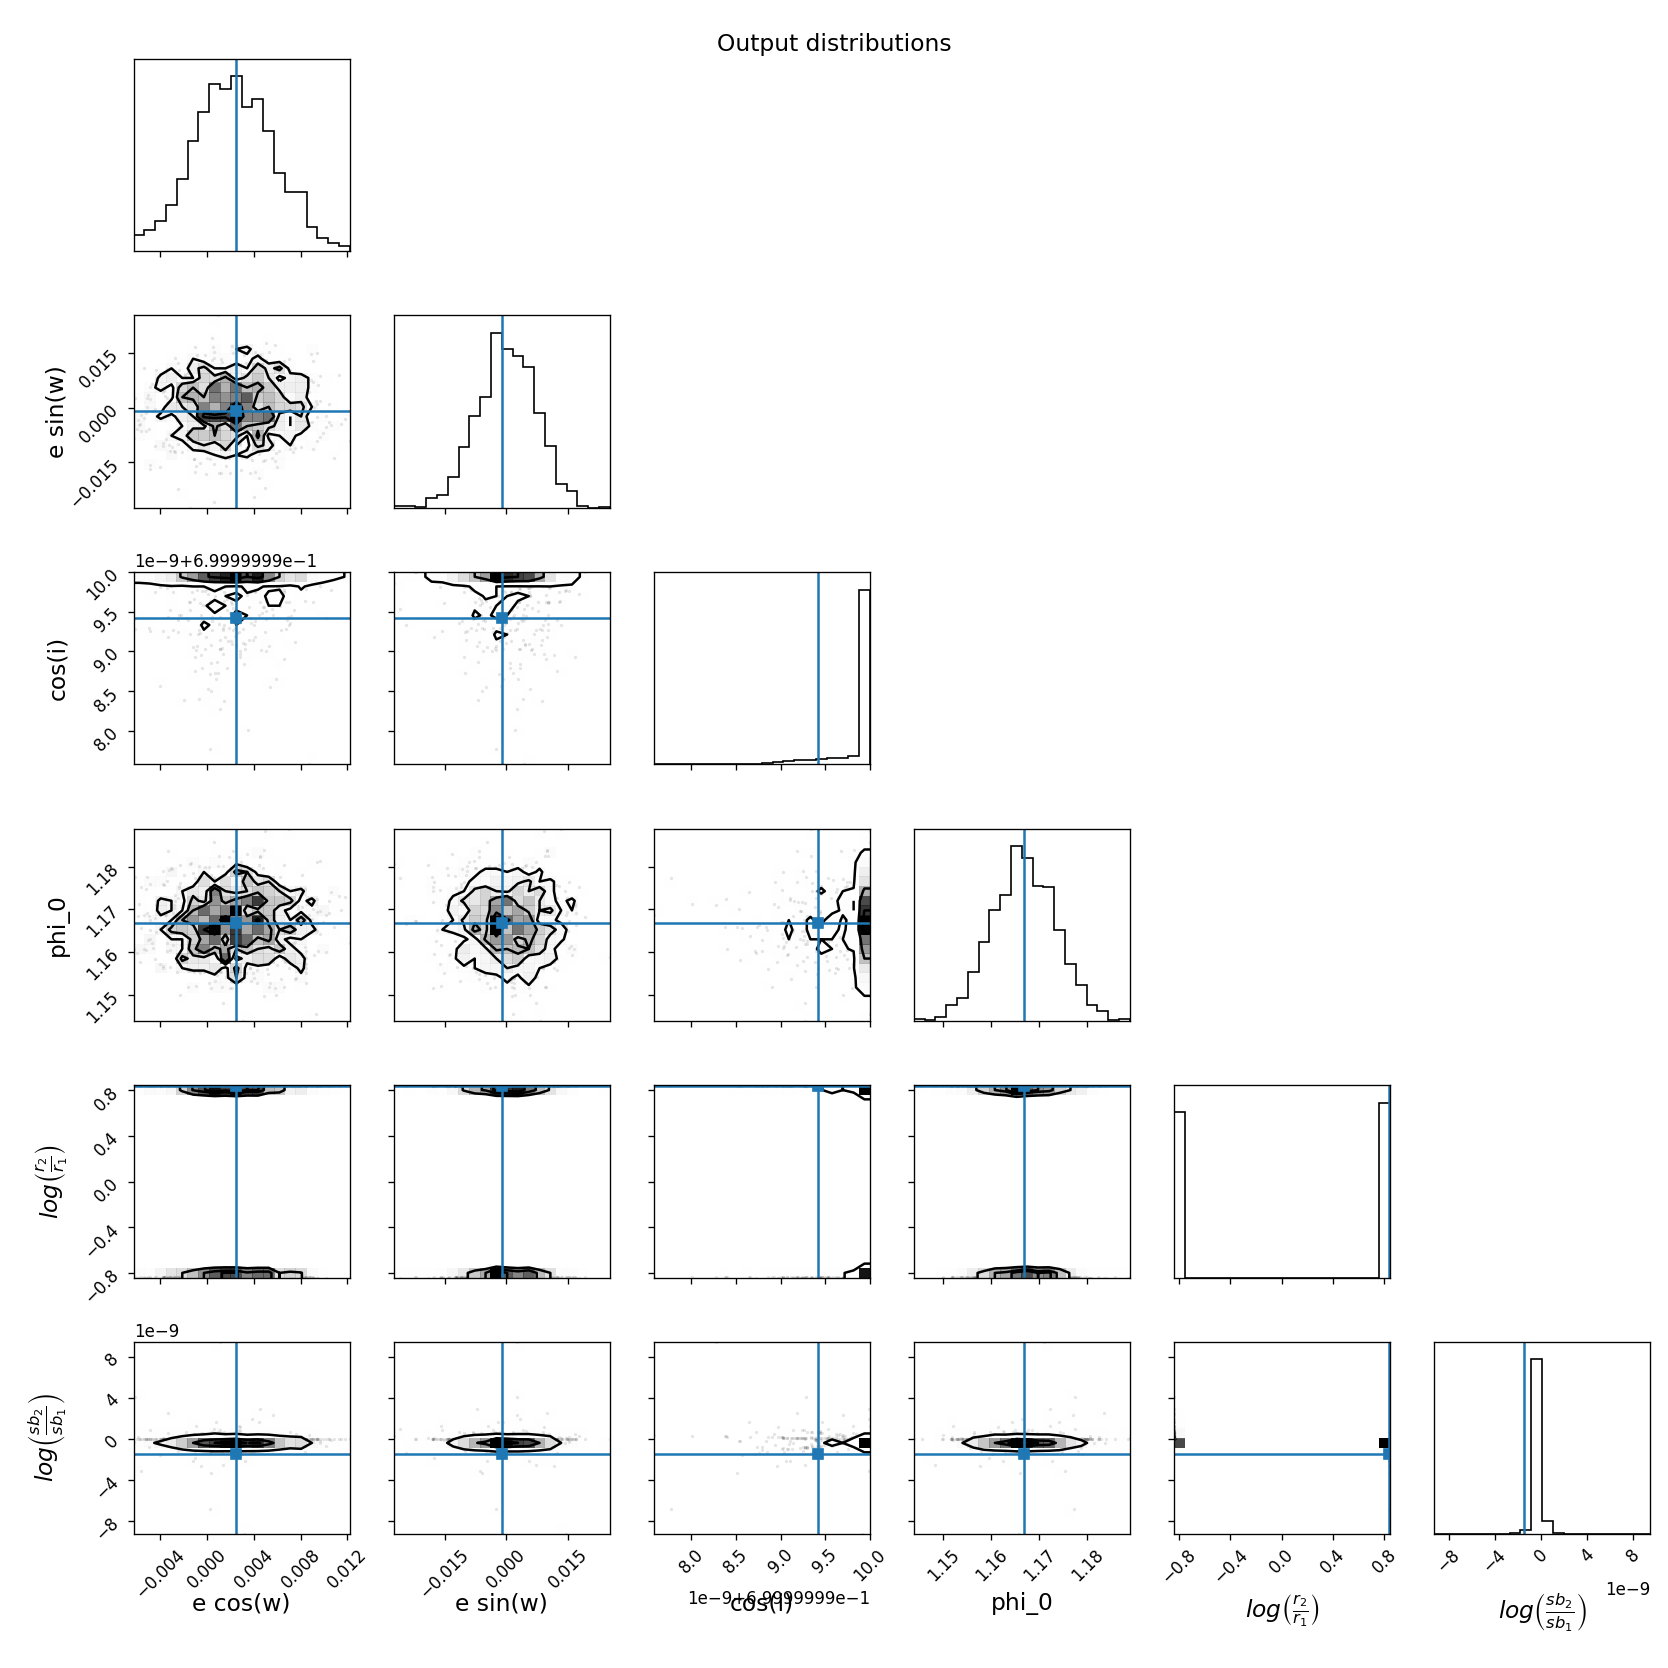 Output distributions
e sin(w)
0.015
0.000
−0.015
1e−9+6.9999999e−1
cos(i)
10.0
9.5
9.0
8.5
8.0
phi_0
1.18
1.17
1.16
1.15
log(r₂/r₁)
0.8
0.4
0.0
−0.4
−0.8
1e−9
log(sb₂/sb₁)
8
4
0
−4
−8
−0.004 0.000 0.004 0.008 0.012
−0.015 0.000 0.015
8.0 8.5 9.0 9.5 10.0
1.15 1.16 1.17 1.18
−0.8 −0.4 0.0 0.4 0.8
−8 −4 0 4 8
1e−9+6.9999999e−1
1e−9
e cos(w) e sin(w) cos(i) phi_0 log(r₂/r₁) log(sb₂/sb₁)